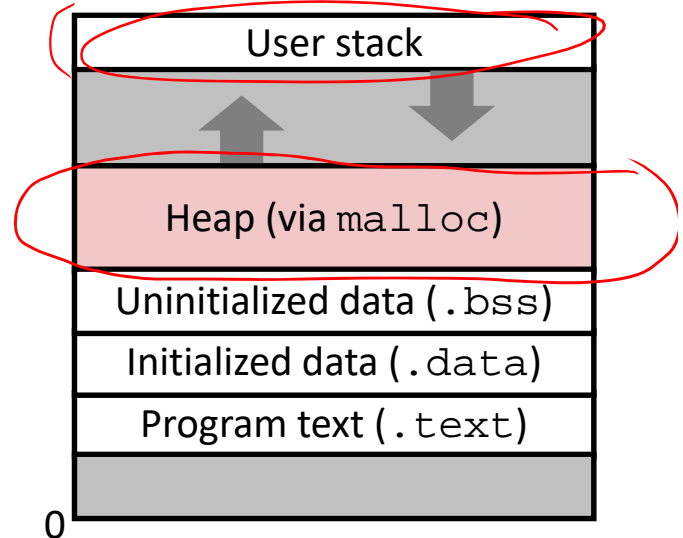 User stack
Heap (via malloc)
Uninitialized data (.bss)
Initialized data (.data)
Program text (.text)
0